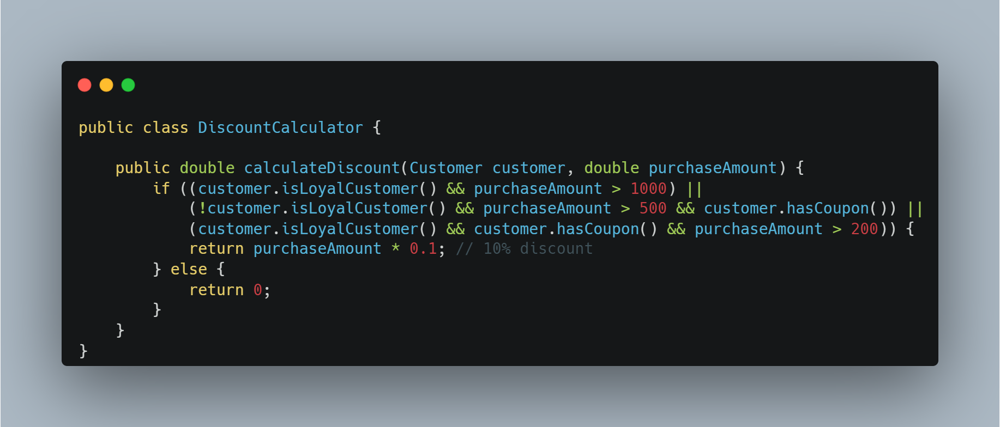 public class DiscountCalculator {

    public double calculateDiscount(Customer customer, double purchaseAmount) {
        if ((customer.isLoyalCustomer() && purchaseAmount > 1000) ||
            (!customer.isLoyalCustomer() && purchaseAmount > 500 && customer.hasCoupon()) ||
            (customer.isLoyalCustomer() && customer.hasCoupon() && purchaseAmount > 200)) {
            return purchaseAmount * 0.1; // 10% discount
        } else {
            return 0;
        }
    }
}